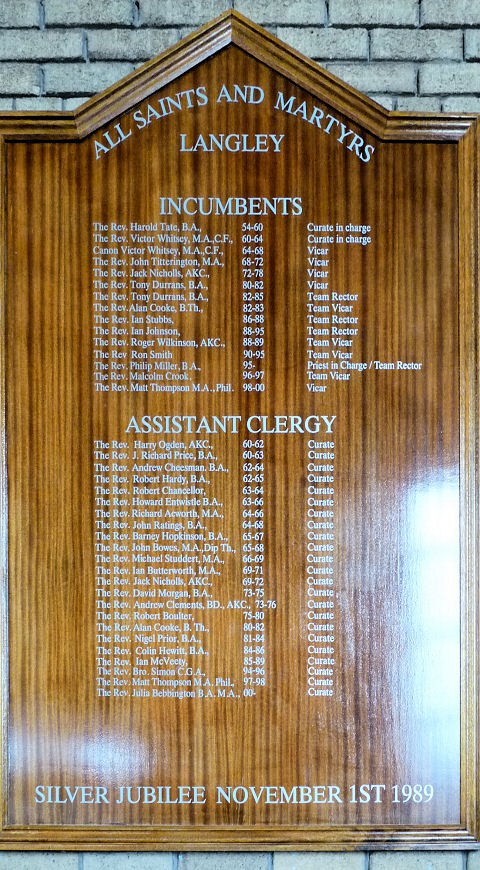 ALL SAINTS AND MARTYRS
LANGLEY
INCUMBENTS
The Rev. Harold Tate, B.A., 54-60 Curate in charge
The Rev. Victor Whitsey, M.A.,C.F., 60-64 Curate in charge
Canon Victor Whitsey, M.A.,C.F., 64-68 Vicar
The Rev. John Titterington, M.A., 68-72 Vicar
The Rev. Jack Nicholls, AKC., 72-78 Vicar
The Rev. Tony Durrans, B.A., 80-82 Vicar
The Rev. Tony Durrans, B.A., 82-85 Team Rector
The Rev. Alan Cooke, B.Th., 82-83 Team Vicar
The Rev. Ian Stubbs, 86-88 Team Rector
The Rev. Ian Johnson, 88-95 Team Rector
The Rev. Roger Wilkinson, AKC., 88-89 Team Vicar
The Rev Ron Smith 90-95 Team Vicar
The Rev. Philip Miller, B.A., 95- Priest in Charge / Team Rector
The Rev. Malcolm Crook. 96-97 Team Vicar
The Rev. Matt Thompson M.A., Phil. 98-00 Vicar
ASSISTANT CLERGY
The Rev. Harry Ogden, AKC., 60-62 Curate
The Rev. J. Richard Price, B.A., 60-63 Curate
The Rev. Andrew Cheesman. B.A., 62-64 Curate
The Rev. Robert Hardy, B.A., 62-65 Curate
The Rev. Robert Chancellor, 63-64 Curate
The Rev. Howard Entwistle B.A., 63-66 Curate
The Rev. Richard Acworth, M.A., 64-66 Curate
The Rev. John Ratings, B.A., 64-68 Curate
The Rev. Barney Hopkinson, B.A., 65-67 Curate
The Rev. John Bowes, M.A.,Dip Th., 65-68 Curate
The Rev. Michael Studdert, M.A., 66-69 Curate
The Rev. Ian Butterworth, M.A., 69-71 Curate
The Rev. Jack Nicholls, AKC., 69-72 Curate
The Rev. David Morgan, B.A., 73-75 Curate
The Rev. Andrew Clements, BD., AKC., 73-76 Curate
The Rev. Robert Boulter, 75-80 Curate
The Rev. Alan Cooke, B. Th., 80-82 Curate
The Rev. Nigel Prior, B.A., 81-84 Curate
The Rev. Colin Hewitt, B.A., 84-86 Curate
The Rev. Ian McVeety, 85-89 Curate
The Rev. Bro. Simon C.G.A., 94-96 Curate
The Rev. Matt Thompson M.A. Phil., 97-98 Curate
The Rev. Julia Bebbington B.A. M.A., 00- Curate
SILVER JUBILEE NOVEMBER 1ST 1989